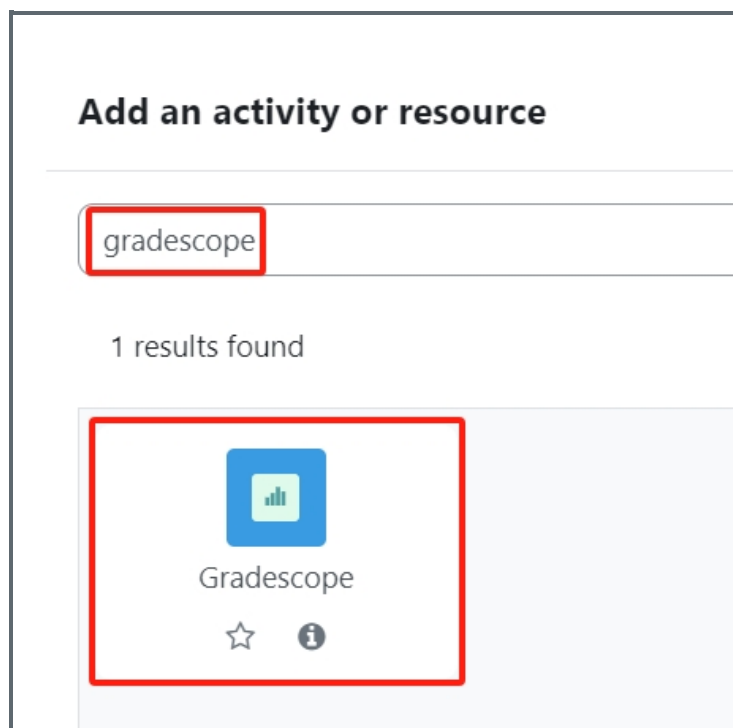 Add an activity or resource
gradescope
1 results found
Gradescope